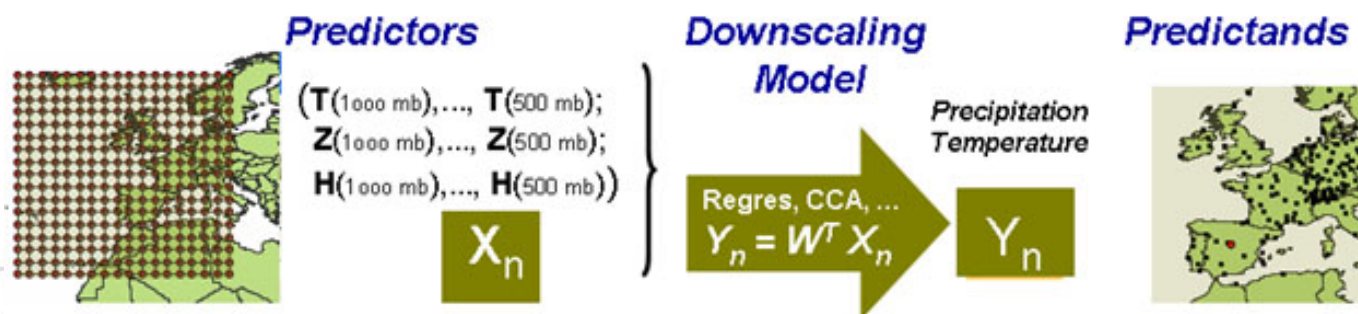 Predictors
(T(1000 mb),..., T(500 mb);
Z(1000 mb),..., Z(500 mb);
H(1000 mb),..., H(500 mb))
Xn
Downscaling
Model
Regres, CCA, ...
Yn = W^T Xn
Precipitation
Temperature
Yn
Predictands